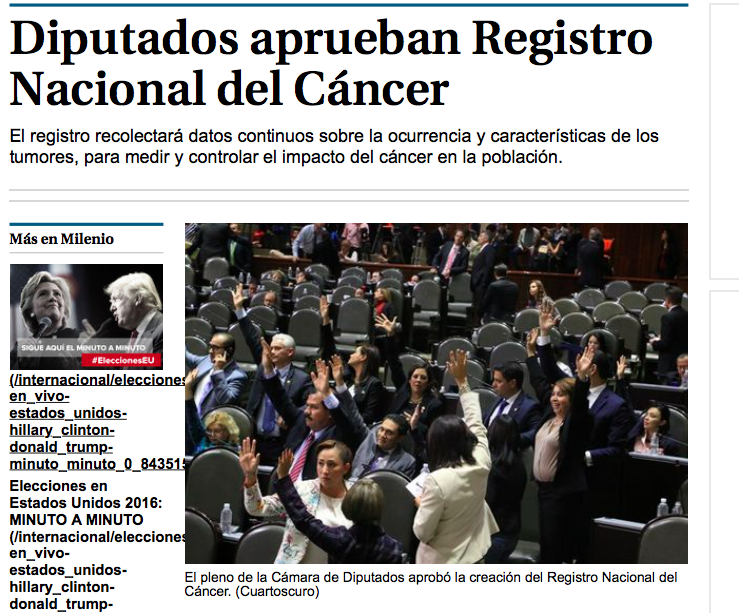 Diputados aprueban Registro
Nacional del Cáncer
El registro recolectará datos continuos sobre la ocurrencia y características de los
tumores, para medir y controlar el impacto del cáncer en la población.
Más en Milenio
SIGUE AQUÍ EL MINUTO A MINUTO
#EleccionesEU
(/internacional/elecciones
en_vivo-
estados_unidos-
hillary_clinton-
donald_trump-
minuto_minuto_0_843515
Elecciones en
Estados Unidos 2016:
MINUTO A MINUTO
(/internacional/elecciones
en_vivo-
estados_unidos-
hillary_clinton-
donald_trump-
El pleno de la Cámara de Diputados aprobó la creación del Registro Nacional del
Cáncer. (Cuartoscuro)